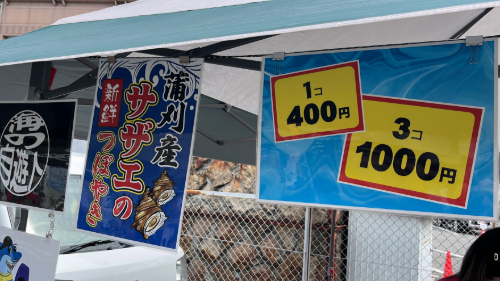 蒲刈産
新鮮
サザエの
つぼやき
1コ
400円
3コ
1000円